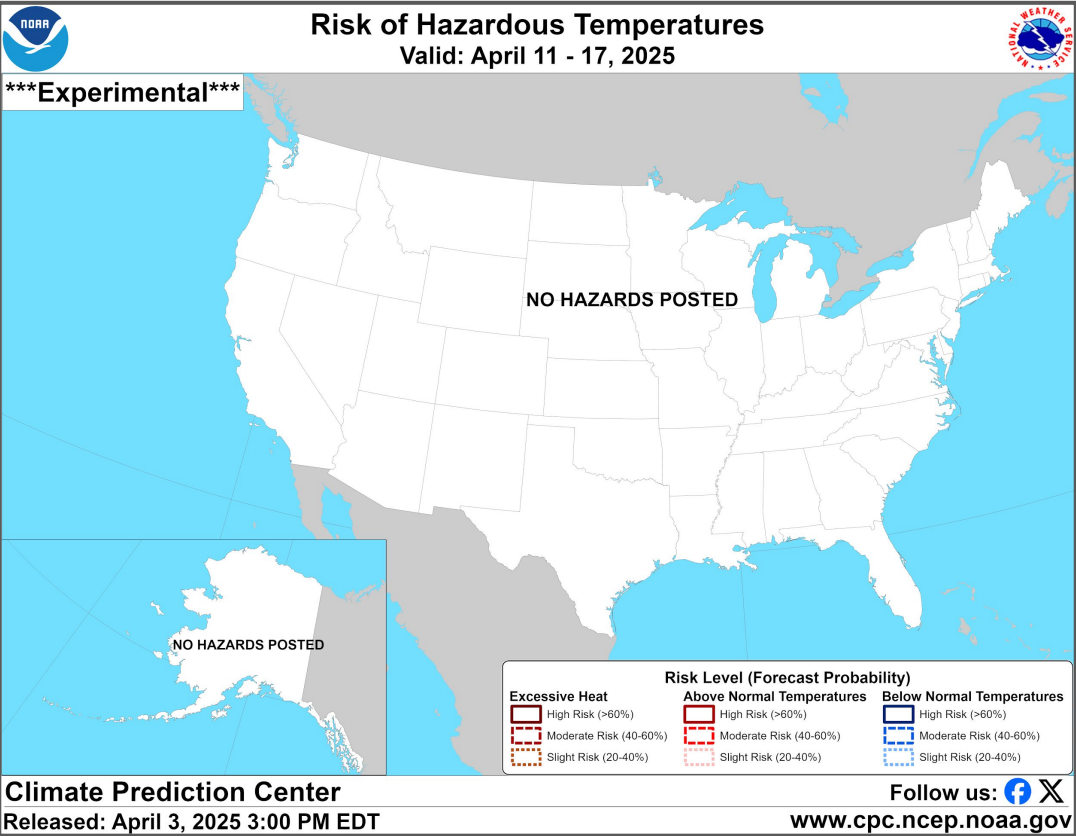 NOAA
Risk of Hazardous Temperatures
Valid: April 11 - 17, 2025
NATIONAL WEATHER SERVICE
***Experimental***
NO HAZARDS POSTED
NO HAZARDS POSTED
Risk Level (Forecast Probability)
Excessive Heat
High Risk (>60%)
Moderate Risk (40-60%)
Slight Risk (20-40%)
Above Normal Temperatures
High Risk (>60%)
Moderate Risk (40-60%)
Slight Risk (20-40%)
Below Normal Temperatures
High Risk (>60%)
Moderate Risk (40-60%)
Slight Risk (20-40%)
Climate Prediction Center
Follow us:
Released: April 3, 2025 3:00 PM EDT
www.cpc.ncep.noaa.gov